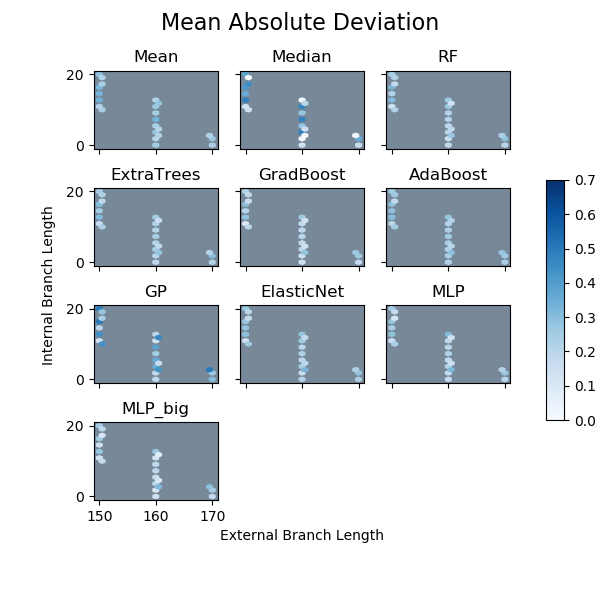 Mean Absolute Deviation
Mean
Median
RF
20
0
ExtraTrees
GradBoost
AdaBoost
20
0
GP
ElasticNet
MLP
20
0
MLP_big
20
0
150
160
170
Internal Branch Length
External Branch Length
0.7
0.6
0.5
0.4
0.3
0.2
0.1
0.0